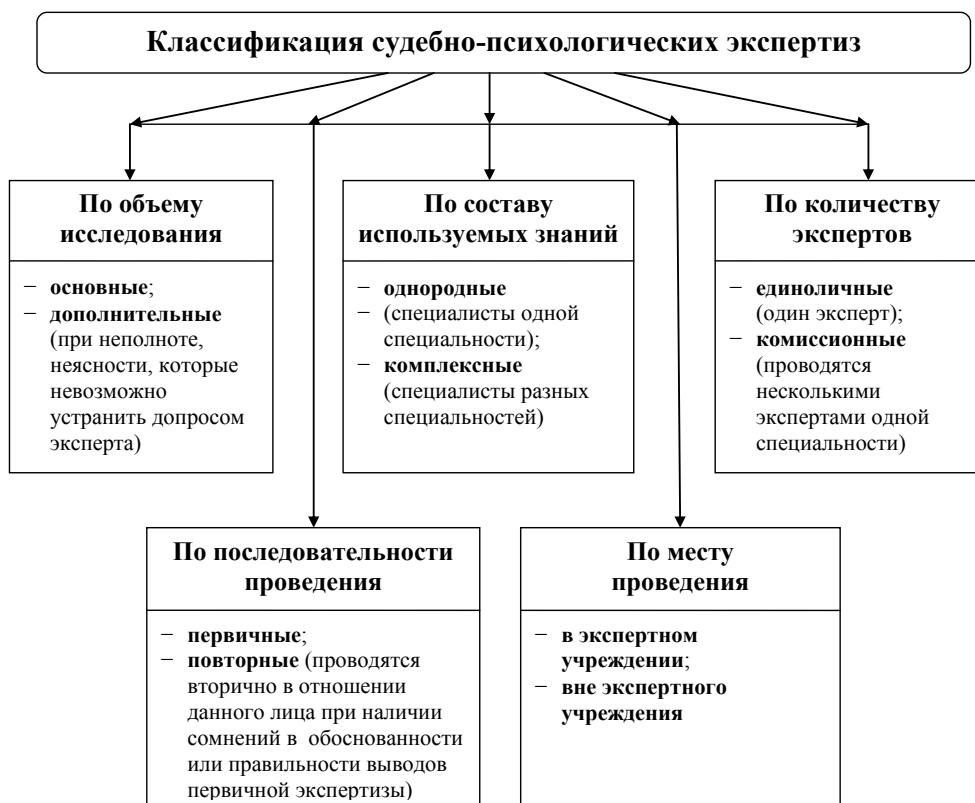 Классификация судебно-психологических экспертиз
По объему
исследования
− основные;
− дополнительные
(при неполноте,
неясности, которые
невозможно
устранить допросом
эксперта)
По составу
используемых знаний
− однородные
− (специалисты одной
специальности);
− комплексные
(специалисты разных
специальностей)
По количеству
экспертов
− единоличные
(один эксперт);
− комиссионные
(проводятся
несколькими
экспертами одной
специальности)
По последовательности
проведения
− первичные;
− повторные (проводятся
вторично в отношении
данного лица при наличии
сомнений в обоснованности
или правильности выводов
первичной экспертизы)
По месту
проведения
− в экспертном
учреждении;
− вне экспертного
учреждения